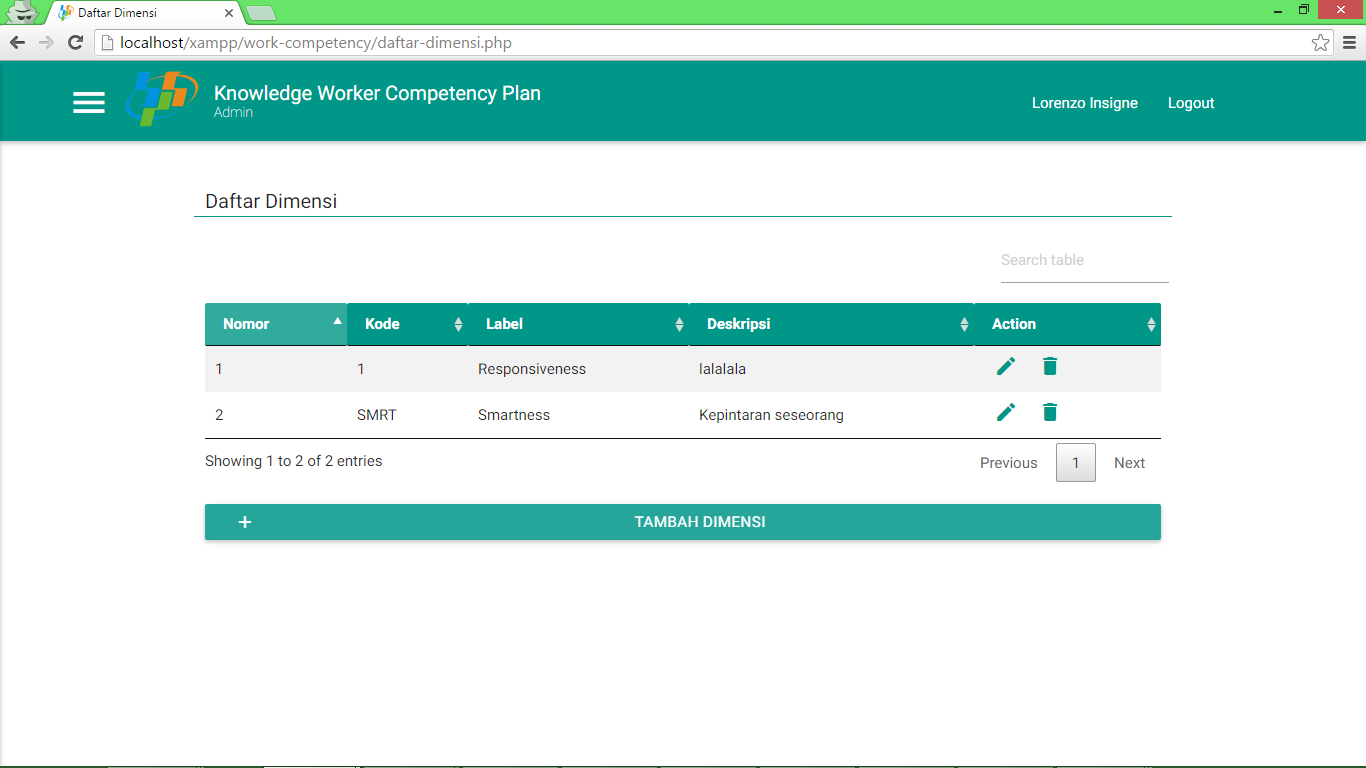 Daftar Dimensi
localhost/xampp/work-competency/daftar-dimensi.php
Knowledge Worker Competency Plan
Admin
Lorenzo Insigne Logout
Daftar Dimensi
Search table
Nomor Kode Label Deskripsi Action
1 1 Responsiveness lalalala
2 SMRT Smartness Kepintaran seseorang
Showing 1 to 2 of 2 entries Previous 1 Next
+ TAMBAH DIMENSI